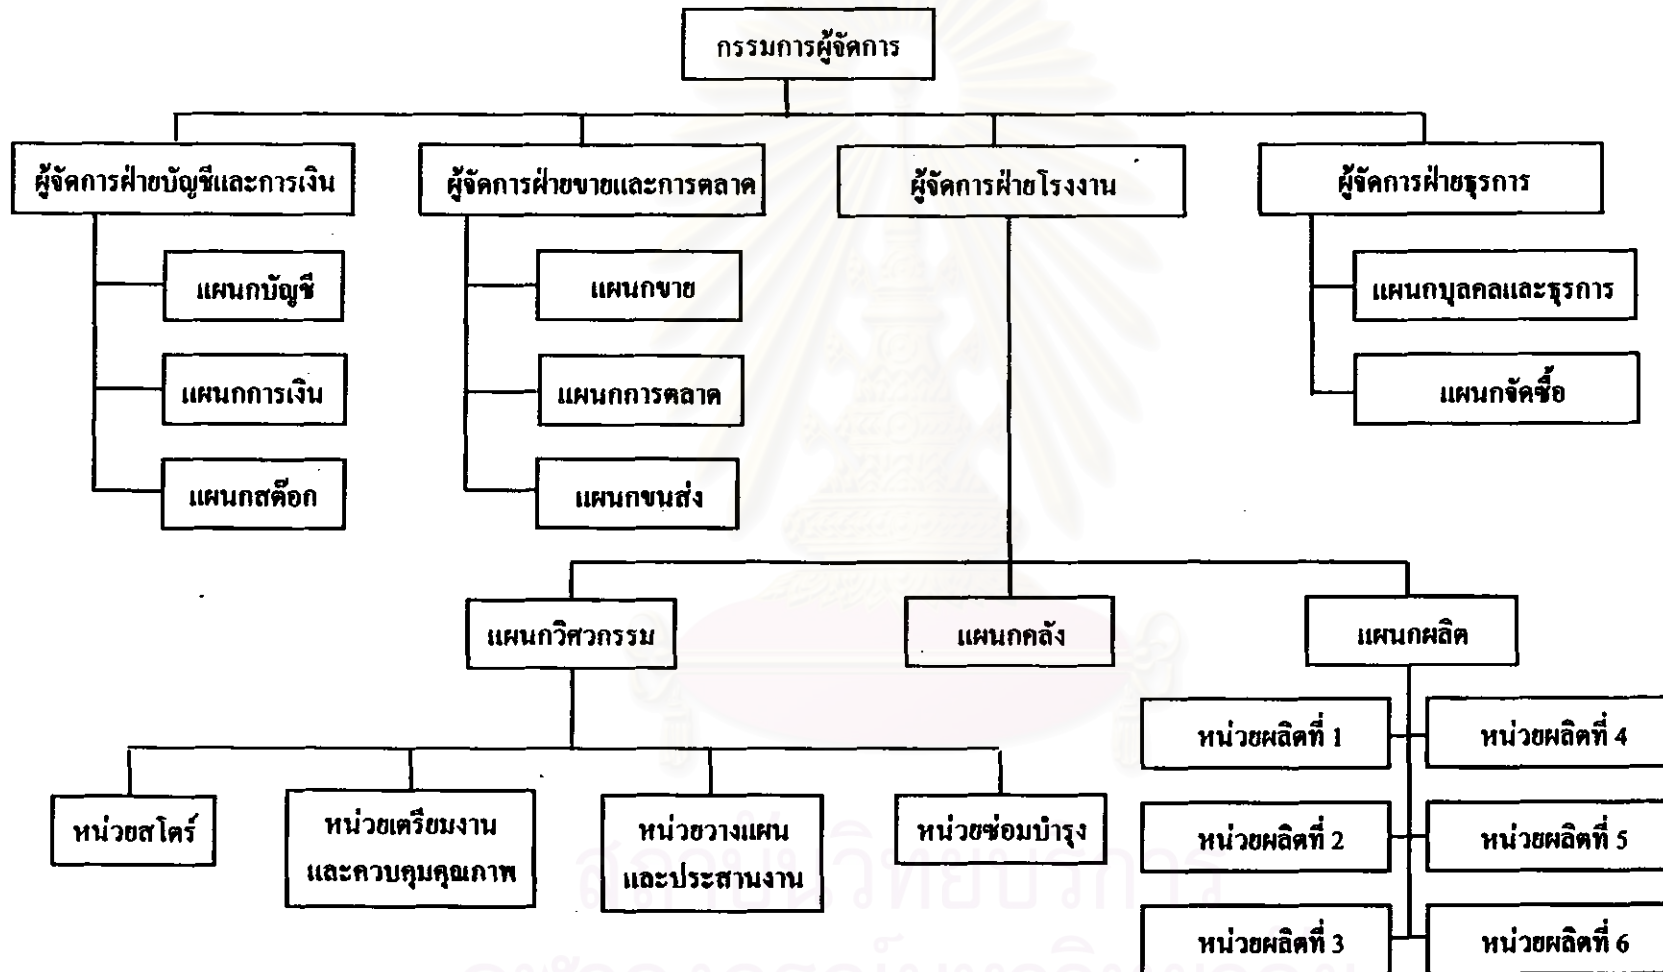 กรรมการผู้จัดการ
ผู้จัดการฝ่ายบัญชีและการเงิน
ผู้จัดการฝ่ายขายและการตลาด
ผู้จัดการฝ่ายโรงงาน
ผู้จัดการฝ่ายธุรการ
แผนกบัญชี
แผนกขาย
แผนกบุลคลและธุรการ
แผนกการเงิน
แผนกการตลาด
แผนกจัดซื้อ
แผนกสต๊อก
แผนกขนส่ง
แผนกวิศวกรรม
แผนกคลัง
แผนกผลิต
หน่วยผลิตที่ 1
หน่วยผลิตที่ 4
หน่วยสโตร์
หน่วยเตรียมงาน
และควบคุมคุณภาพ
หน่วยวางแผน
และประสานงาน
หน่วยซ่อมบำรุง
หน่วยผลิตที่ 2
หน่วยผลิตที่ 5
หน่วยผลิตที่ 3
หน่วยผลิตที่ 6
สถาบันวิทยบริการ